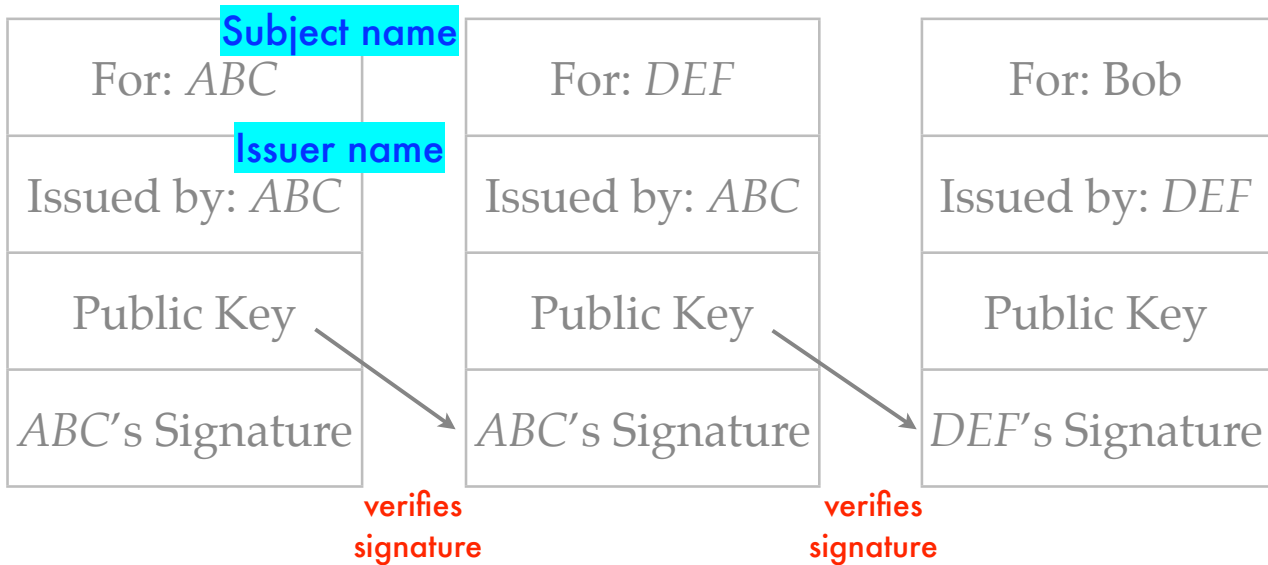 Subject name
For: ABC
Issuer name
Issued by: ABC
Public Key
ABC’s Signature
For: DEF
Issued by: ABC
Public Key
ABC’s Signature
For: Bob
Issued by: DEF
Public Key
DEF’s Signature
verifies
signature
verifies
signature